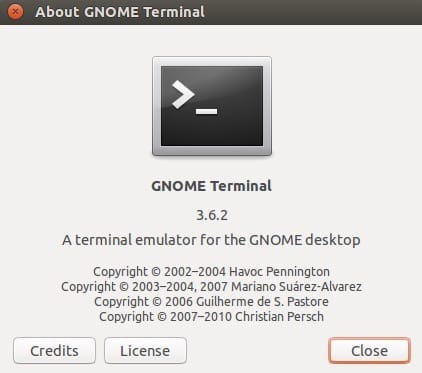 About GNOME Terminal
>_
GNOME Terminal
3.6.2
A terminal emulator for the GNOME desktop
Copyright © 2002–2004 Havoc Pennington
Copyright © 2003–2004, 2007 Mariano Suárez-Alvarez
Copyright © 2006 Guilherme de S. Pastore
Copyright © 2007–2010 Christian Persch
Credits
License
Close